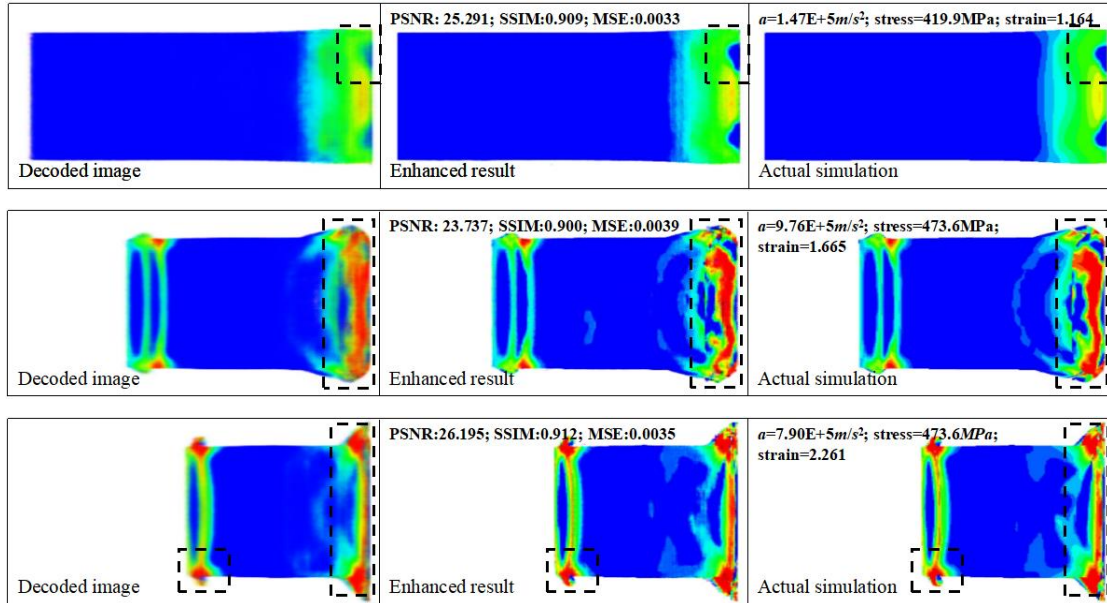 PSNR: 25.291; SSIM:0.909; MSE:0.0033
a=1.47E+5m/s²; stress=419.9MPa; strain=1.164
Decoded image
Enhanced result
Actual simulation
PSNR: 23.737; SSIM:0.900; MSE:0.0039
a=9.76E+5m/s²; stress=473.6MPa;
strain=1.665
Decoded image
Enhanced result
Actual simulation
PSNR:26.195; SSIM:0.912; MSE:0.0035
a=7.90E+5m/s²; stress=473.6MPa;
strain=2.261
Decoded image
Enhanced result
Actual simulation